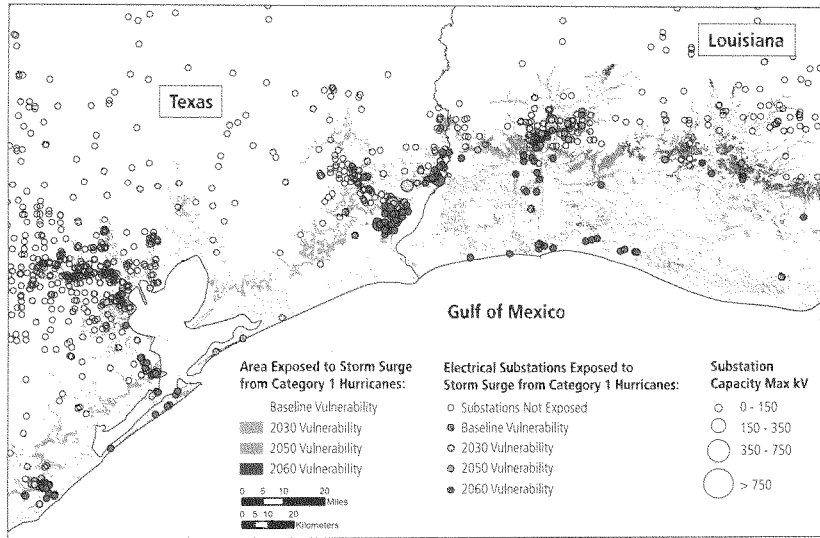 Louisiana
Texas
Gulf of Mexico
Area Exposed to Storm Surge
from Category 1 Hurricanes:
Baseline Vulnerability
2030 Vulnerability
2050 Vulnerability
2060 Vulnerability
0 5 10 20
Miles
0 5 10 20
Kilometers
Electrical Substations Exposed to
Storm Surge from Category 1 Hurricanes:
Substations Not Exposed
Baseline Vulnerability
2030 Vulnerability
2050 Vulnerability
2060 Vulnerability
Substation
Capacity Max kV
0 - 150
150 - 350
350 - 750
> 750